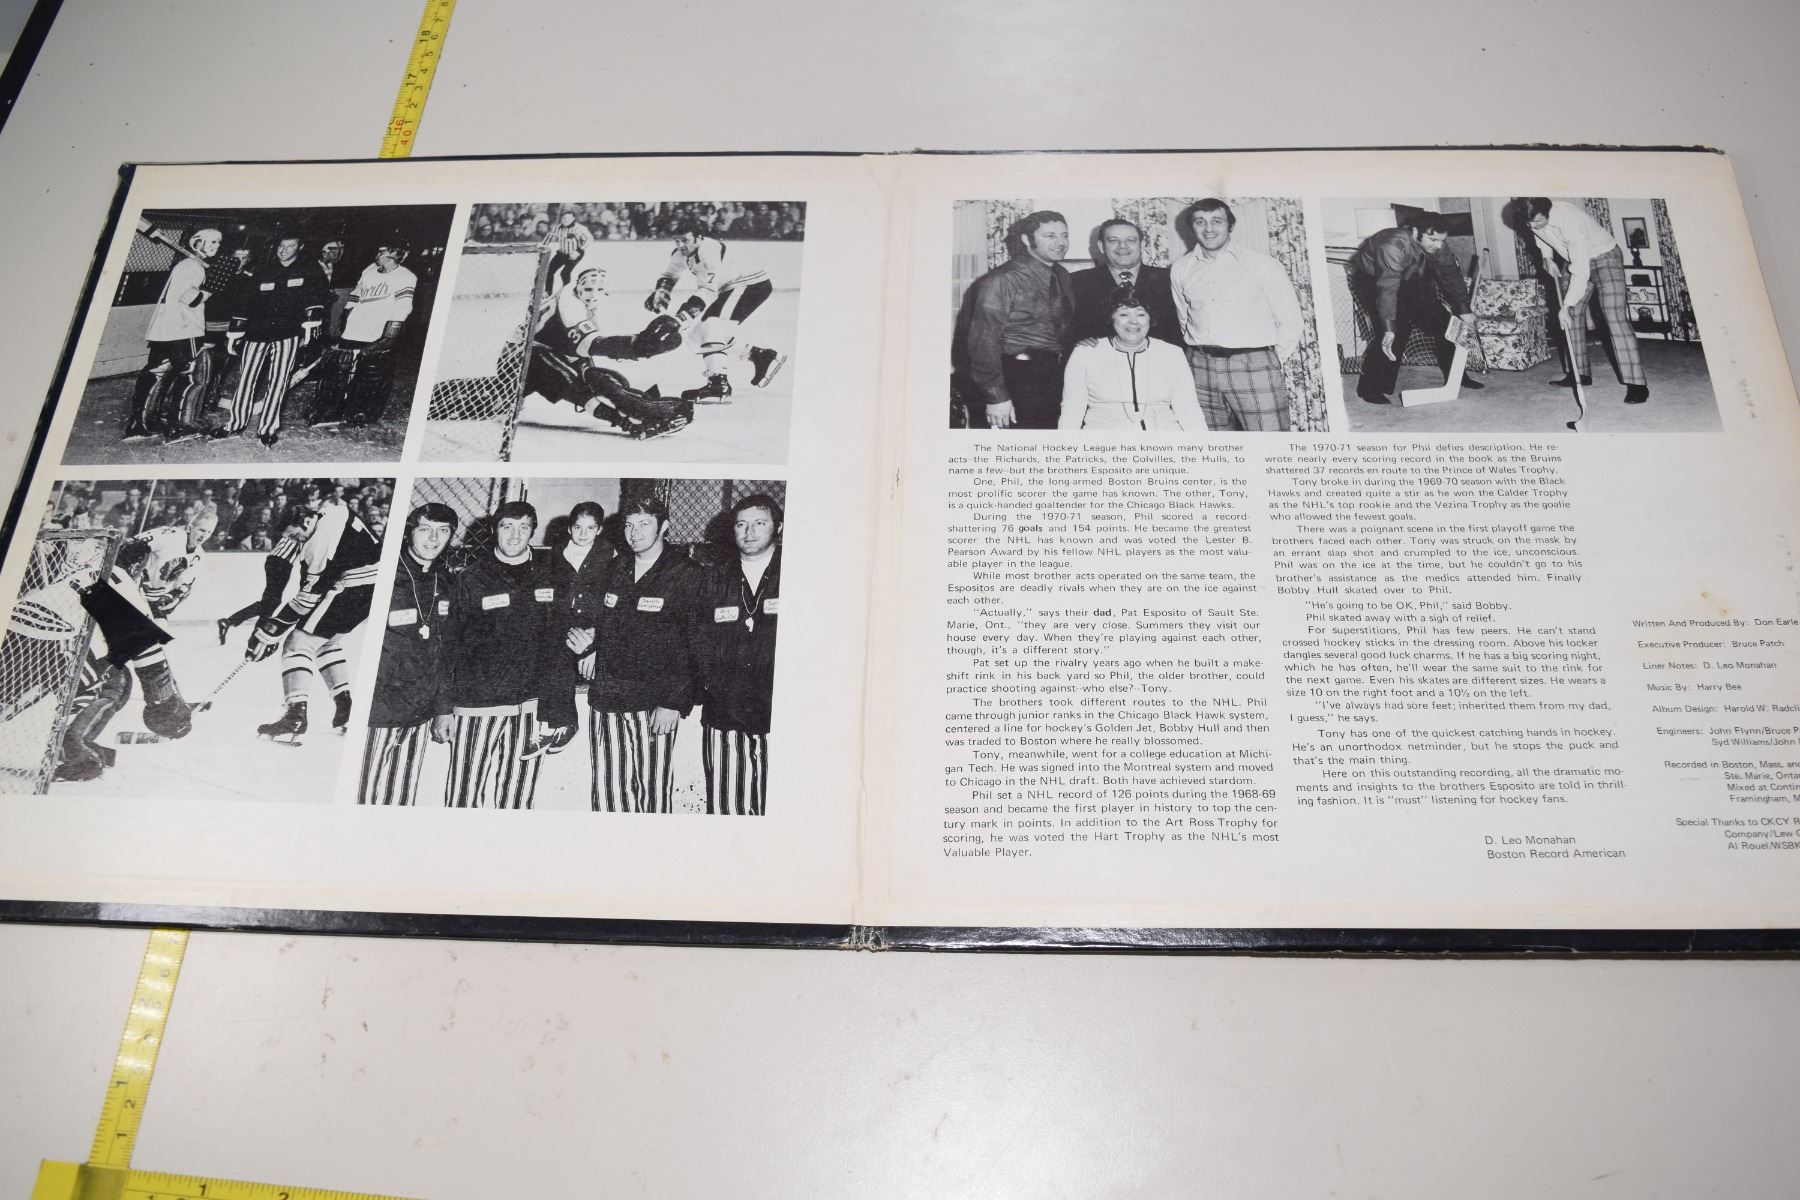 North
VICTORIAVILLE
The National Hockey League has known many brother
acts--the Richards, the Patricks, the Colvilles, the Hulls, to
name a few--but the brothers Esposito are unique.
One, Phil, the long-armed Boston Bruins center, is the
most prolific scorer the game has known. The other, Tony,
is a quick-handed goaltender for the Chicago Black Hawks.
During the 1970-71 season, Phil scored a record-
shattering 76 goals and 154 points. He became the greatest
scorer the NHL has known and was voted the Lester B.
Pearson Award by his fellow NHL players as the most valu-
able player in the league.
While most brother acts operated on the same team, the
Espositos are deadly rivals when they are on the ice against
each other.
"Actually," says their dad, Pat Esposito of Sault Ste.
Marie, Ont., "they are very close. Summers they visit our
house every day. When they're playing against each other,
though, it's a different story."
Pat set up the rivalry years ago when he built a make-
shift rink in his back yard so Phil, the older brother, could
practice shooting against--who else?--Tony.
The brothers took different routes to the NHL. Phil
came through junior ranks in the Chicago Black Hawk system,
centered a line for hockey's Golden Jet, Bobby Hull and then
was traded to Boston where he really blossomed.
Tony, meanwhile, went for a college education at Michi-
gan Tech. He was signed into the Montreal system and moved
to Chicago in the NHL draft. Both have achieved stardom.
Phil set a NHL record of 126 points during the 1968-69
season and became the first player in history to top the cen-
tury mark in points. In addition to the Art Ross Trophy for
scoring, he was voted the Hart Trophy as the NHL's most
Valuable Player.
The 1970-71 season for Phil defies description. He re-
wrote nearly every scoring record in the book as the Bruins
shattered 37 records en route to the Prince of Wales Trophy.
Tony broke in during the 1969-70 season with the Black
Hawks and created quite a stir as he won the Calder Trophy
as the NHL's top rookie and the Vezina Trophy as the goalie
who allowed the fewest goals.
There was a poignant scene in the first playoff game the
brothers faced each other. Tony was struck on the mask by
an errant slap shot and crumpled to the ice, unconscious.
Phil was on the ice at the time, but he couldn't go to his
brother's assistance as the medics attended him. Finally
Bobby Hull skated over to Phil.
"He's going to be OK, Phil," said Bobby.
Phil skated away with a sigh of relief.
For superstitions, Phil has few peers. He can't stand
crossed hockey sticks in the dressing room. Above his locker
dangles several good luck charms. If he has a big scoring night,
which he has often, he'll wear the same suit to the rink for
the next game. Even his skates are different sizes. He wears a
size 10 on the right foot and a 10½ on the left.
"I've always had sore feet; inherited them from my dad,
I guess," he says.
Tony has one of the quickest catching hands in hockey.
He's an unorthodox netminder, but he stops the puck and
that's the main thing.
Here on this outstanding recording, all the dramatic mo-
ments and insights to the brothers Esposito are told in thrill-
ing fashion. It is "must" listening for hockey fans.
D. Leo Monahan
Boston Record American
Written And Produced By: Don Earle
Executive Producer: Bruce Patch
Liner Notes: D. Leo Monahan
Music By: Harry Bee
Album Design: Harold W. Radcli
Engineers: John Flynn/Bruce P
Syd Williams/John
Recorded in Boston, Mass. and
Ste. Marie, Ontar
Mixed at Contin
Framingham, M
Special Thanks to CKCY R
Company/Lew
Al Rouel/WSBK